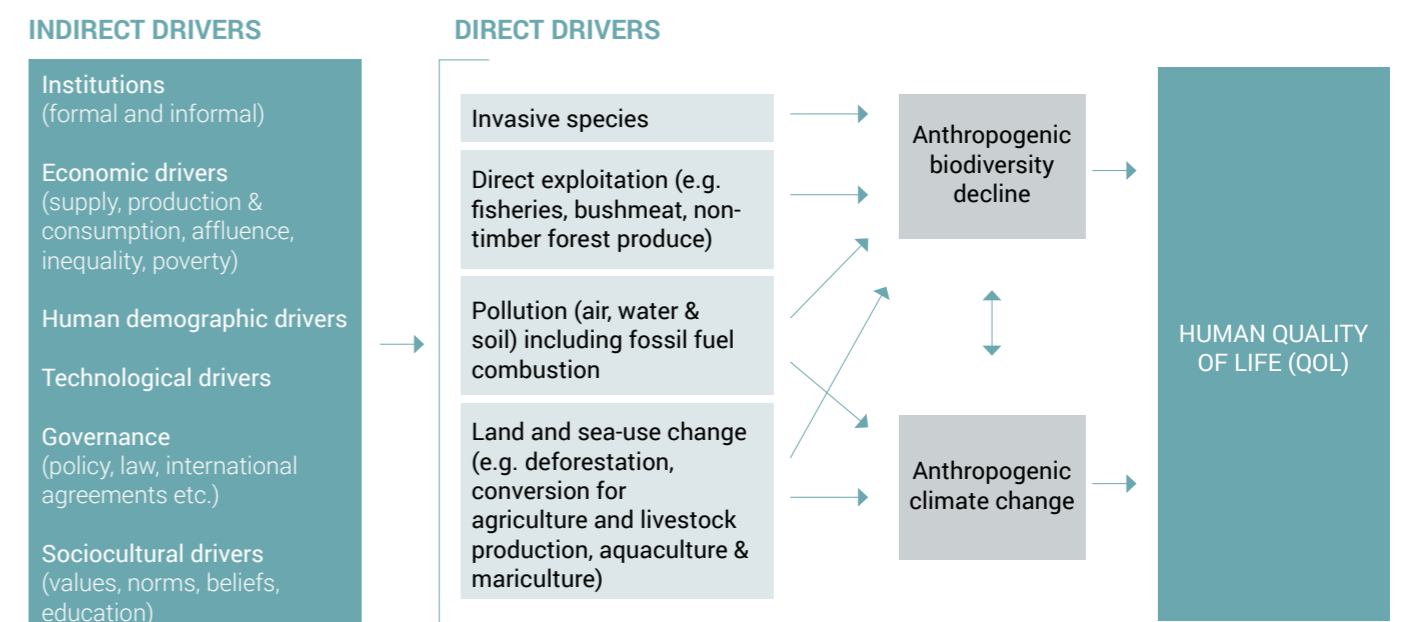 INDIRECT DRIVERS
Institutions
(formal and informal)
Economic drivers
(supply, production &
consumption, affluence,
inequality, poverty)
Human demographic drivers
Technological drivers
Governance
(policy, law, international
agreements etc.)
Sociocultural drivers
(values, norms, beliefs,
education)
DIRECT DRIVERS
Invasive species
Direct exploitation (e.g.
fisheries, bushmeat, non-
timber forest produce)
Pollution (air, water &
soil) including fossil fuel
combustion
Land and sea-use change
(e.g. deforestation,
conversion for
agriculture and livestock
production, aquaculture &
mariculture)
Anthropogenic
biodiversity
decline
Anthropogenic
climate change
HUMAN QUALITY
OF LIFE (QOL)